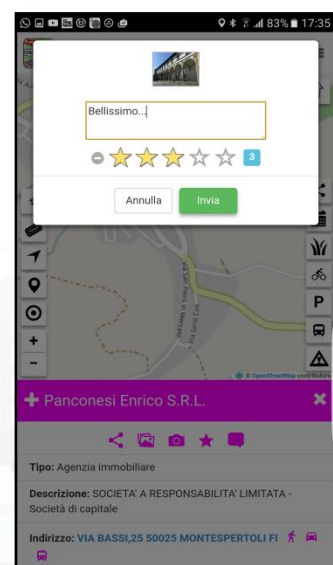 83% 17:35
Bellissimo...
3
Annulla
Invia
P
+
-
© OpenStreetMap contributors
Panconesi Enrico S.R.L.
Tipo: Agenzia immobiliare
Descrizione: SOCIETA' A RESPONSABILITA' LIMITATA -
Società di capitale
Indirizzo: VIA BASSI,25 50025 MONTESPERTOLI FI